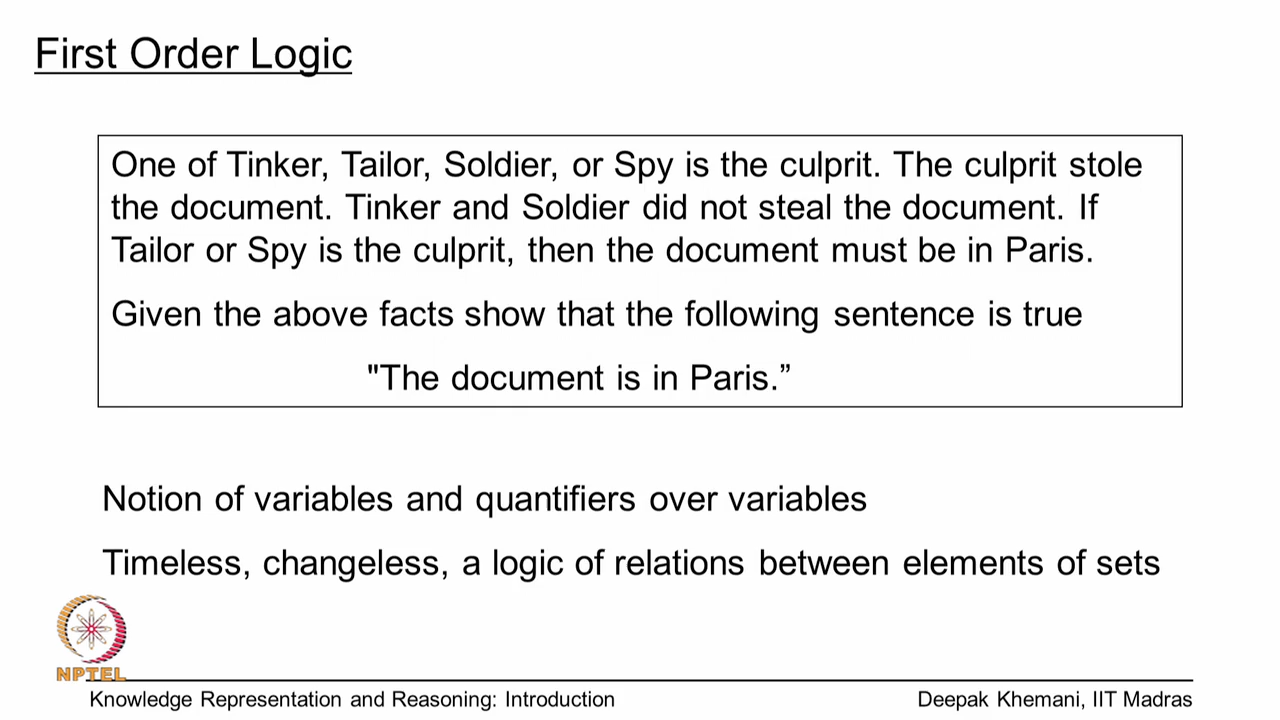 First Order Logic
One of Tinker, Tailor, Soldier, or Spy is the culprit. The culprit stole
the document. Tinker and Soldier did not steal the document. If
Tailor or Spy is the culprit, then the document must be in Paris.
Given the above facts show that the following sentence is true
"The document is in Paris.”
Notion of variables and quantifiers over variables
Timeless, changeless, a logic of relations between elements of sets
NPTEL
Knowledge Representation and Reasoning: Introduction
Deepak Khemani, IIT Madras